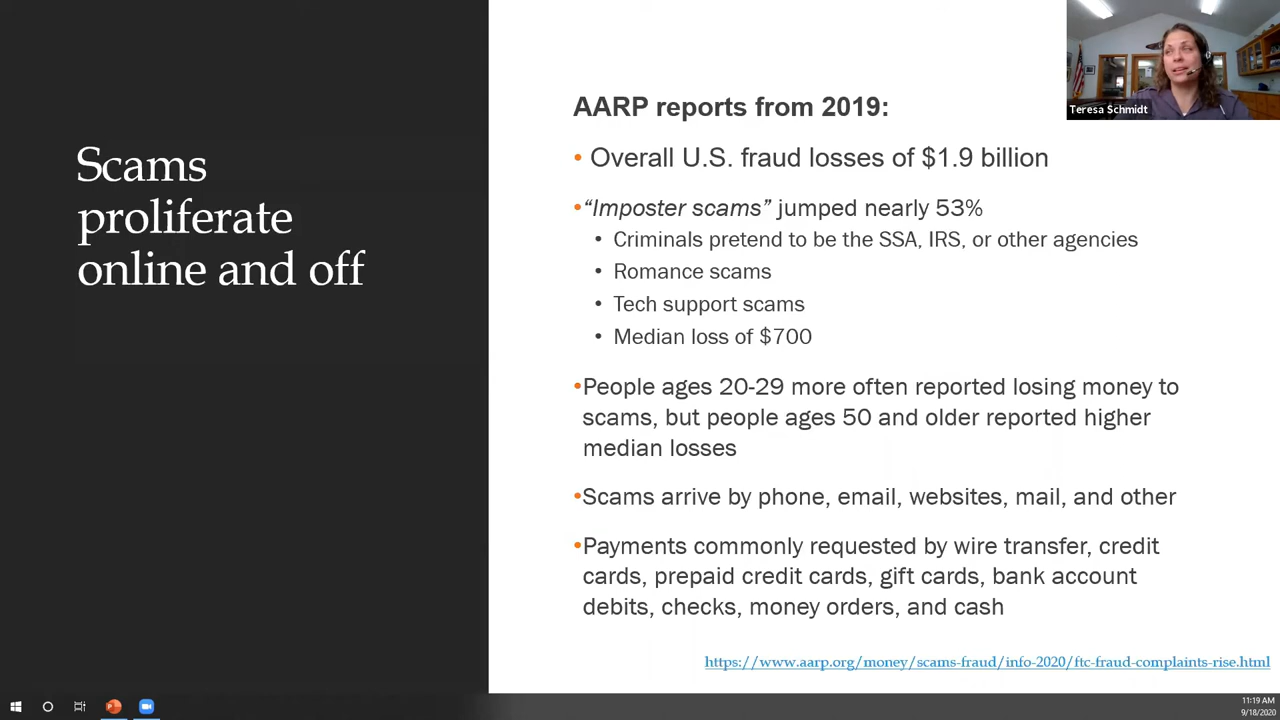 Scams
proliferate
online and off
AARP reports from 2019:
• Overall U.S. fraud losses of $1.9 billion
•“Imposter scams” jumped nearly 53%
• Criminals pretend to be the SSA, IRS, or other agencies
• Romance scams
• Tech support scams
• Median loss of $700
•People ages 20-29 more often reported losing money to
scams, but people ages 50 and older reported higher
median losses
•Scams arrive by phone, email, websites, mail, and other
•Payments commonly requested by wire transfer, credit
cards, prepaid credit cards, gift cards, bank account
debits, checks, money orders, and cash
https://www.aarp.org/money/scams-fraud/info-2020/ftc-fraud-complaints-rise.html
Teresa Schmidt
11:19 AM
9/18/2020